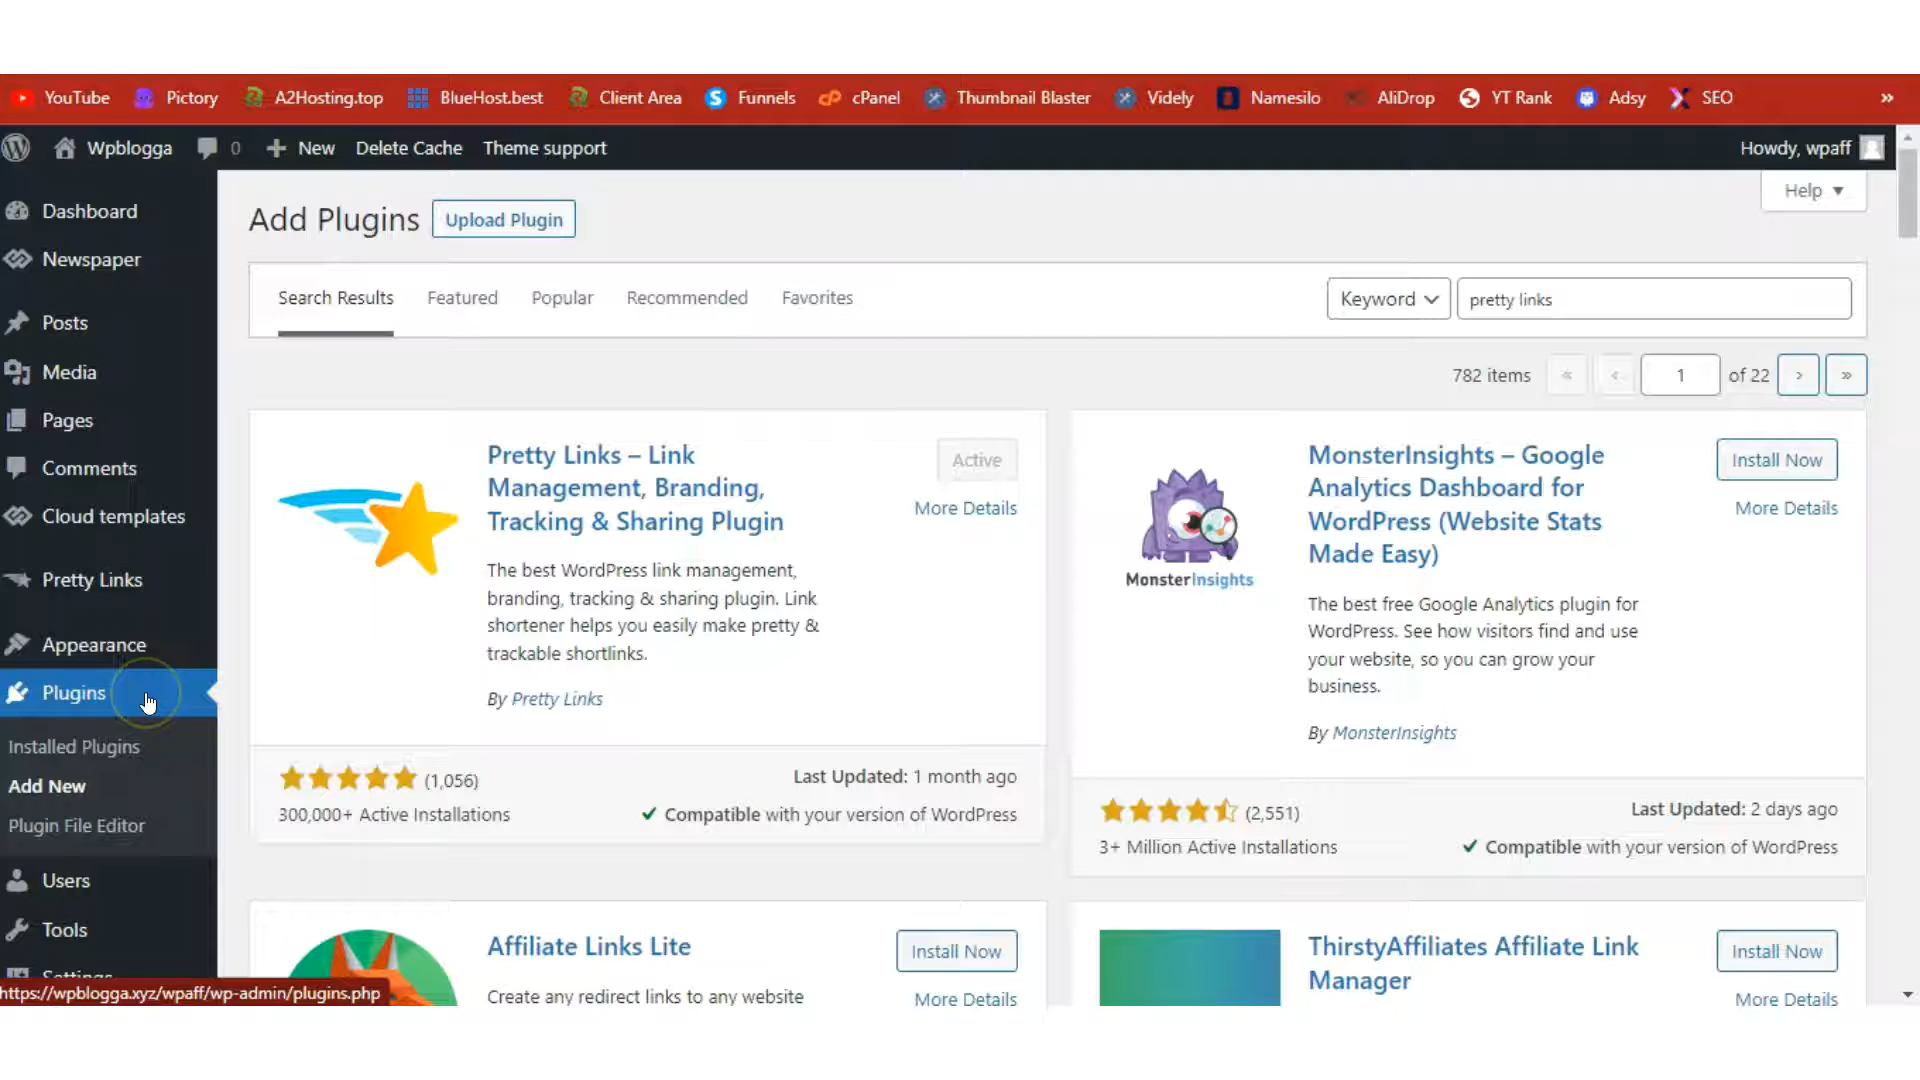 YouTube Pictory A2Hosting.top BlueHost.best Client Area Funnels cPanel Thumbnail Blaster Videly Namesilo AliDrop YT Rank Adsy SEO »
Wpblogga 0 New Delete Cache Theme support Howdy, wpaff
Help ▼
Dashboard
Newspaper
Posts
Media
Pages
Comments
Cloud templates
Pretty Links
Appearance
Plugins
Installed Plugins
Add New
Plugin File Editor
Users
Tools
Settings
https://wpblogga.xyz/wpaff/wp-admin/plugins.php
Add Plugins Upload Plugin
Search Results Featured Popular Recommended Favorites Keyword pretty links
782 items « ‹ 1 of 22 › »
Pretty Links – Link
Management, Branding,
Tracking & Sharing Plugin
Active
More Details
The best WordPress link management,
branding, tracking & sharing plugin. Link
shortener helps you easily make pretty &
trackable shortlinks.
By Pretty Links
(1,056)
300,000+ Active Installations
Last Updated: 1 month ago
Compatible with your version of WordPress
MonsterInsights
MonsterInsights – Google
Analytics Dashboard for
WordPress (Website Stats
Made Easy)
Install Now
More Details
The best free Google Analytics plugin for
WordPress. See how visitors find and use
your website, so you can grow your
business.
By MonsterInsights
(2,551)
3+ Million Active Installations
Last Updated: 2 days ago
Compatible with your version of WordPress
Affiliate Links Lite
Install Now
More Details
Create any redirect links to any website
ThirstyAffiliates Affiliate Link
Manager
Install Now
More Details